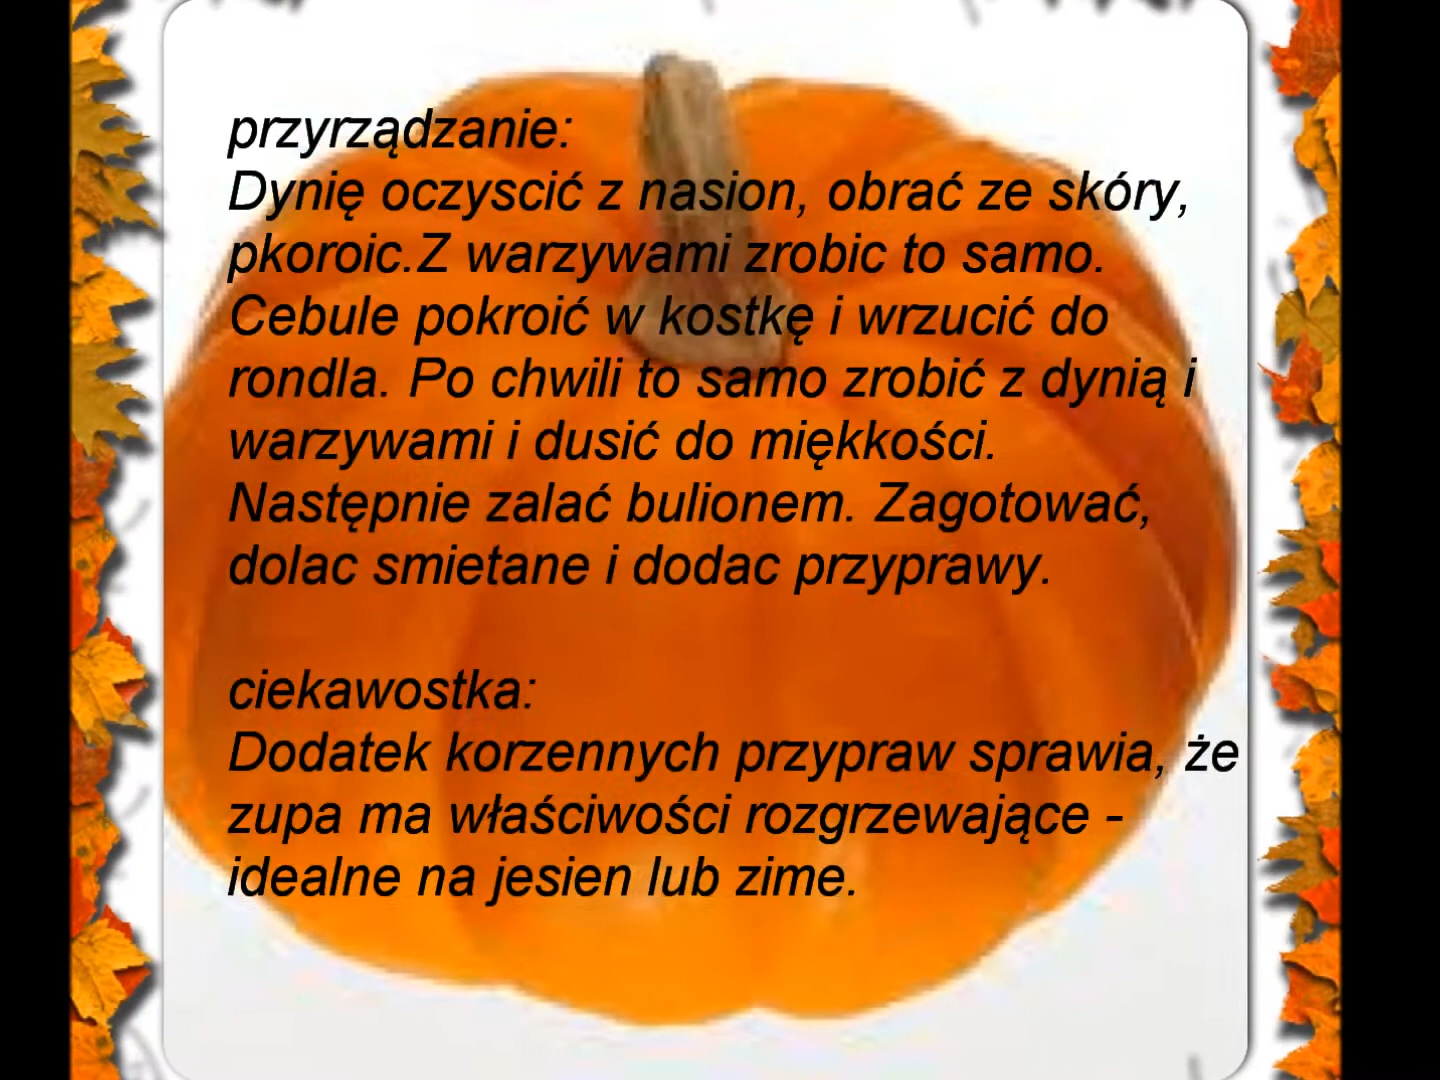 przyrządzanie:
Dynię oczyscić z nasion, obrać ze skóry,
pkoroic.Z warzywami zrobic to samo.
Cebule pokroić w kostkę i wrzucić do
rondla. Po chwili to samo zrobić z dynią i
warzywami i dusić do miękkości.
Następnie zalać bulionem. Zagotować,
dolac smietane i dodac przyprawy.
ciekawostka:
Dodatek korzennych przypraw sprawia, że
zupa ma właściwości rozgrzewające -
idealne na jesien lub zime.